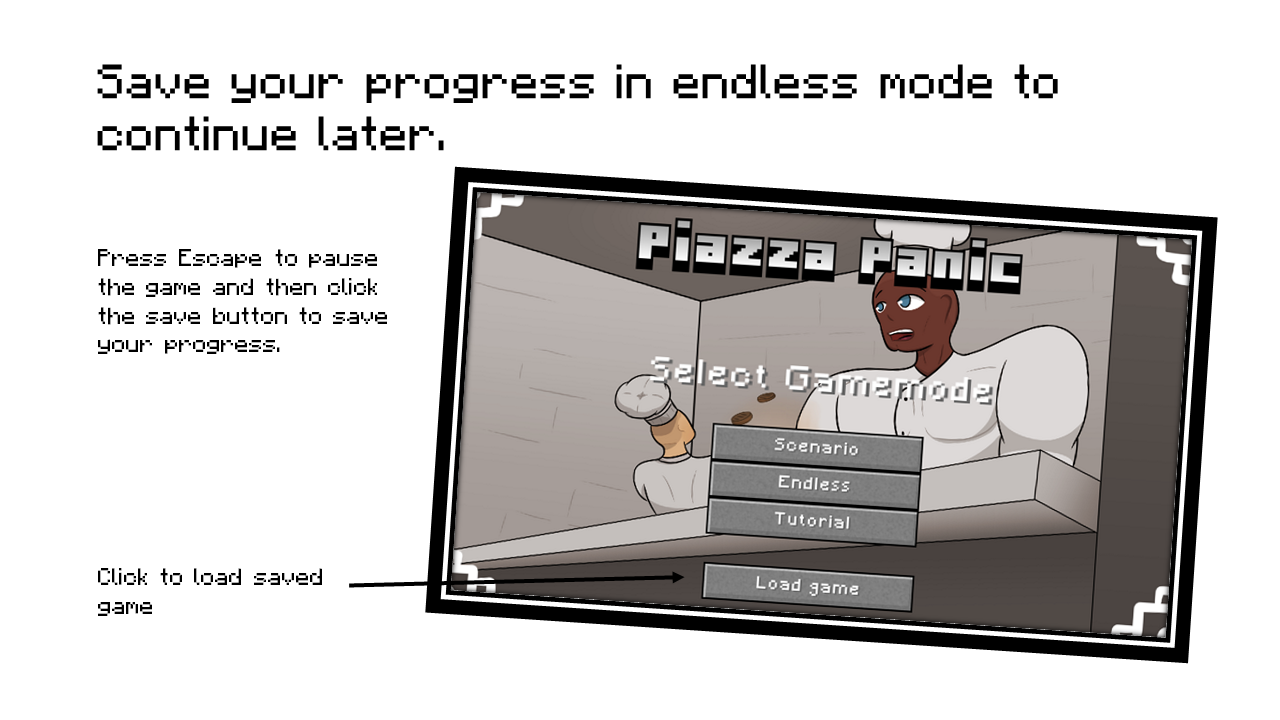 Save your progress in endless mode to
continue later.
Press Escape to pause
the game and then click
the save button to save
your progress.
Piazza Panic
Select Gamemode
Scenario
Endless
Tutorial
Click to load saved
game
Load game